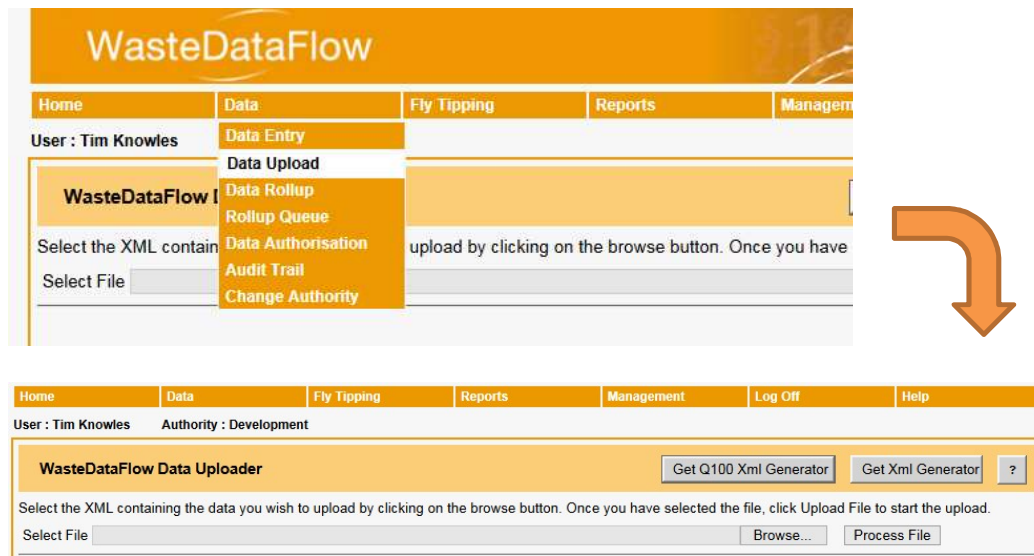 WasteDataFlow
Home Data Fly Tipping Reports
User : Tim Knowles
Data Entry
Data Upload
Data Rollup
Rollup Queue
Data Authorisation
Audit Trail
Change Authority
WasteDataFlow
Select the XML contain upload by clicking on the browse button. Once you have
Select File
Home Data Fly Tipping Reports Management Log Off Help
User : Tim Knowles Authority : Development
WasteDataFlow Data Uploader Get Q100 Xml Generator Get Xml Generator ?
Select the XML containing the data you wish to upload by clicking on the browse button. Once you have selected the file, click Upload File to start the upload.
Select File Browse... Process File